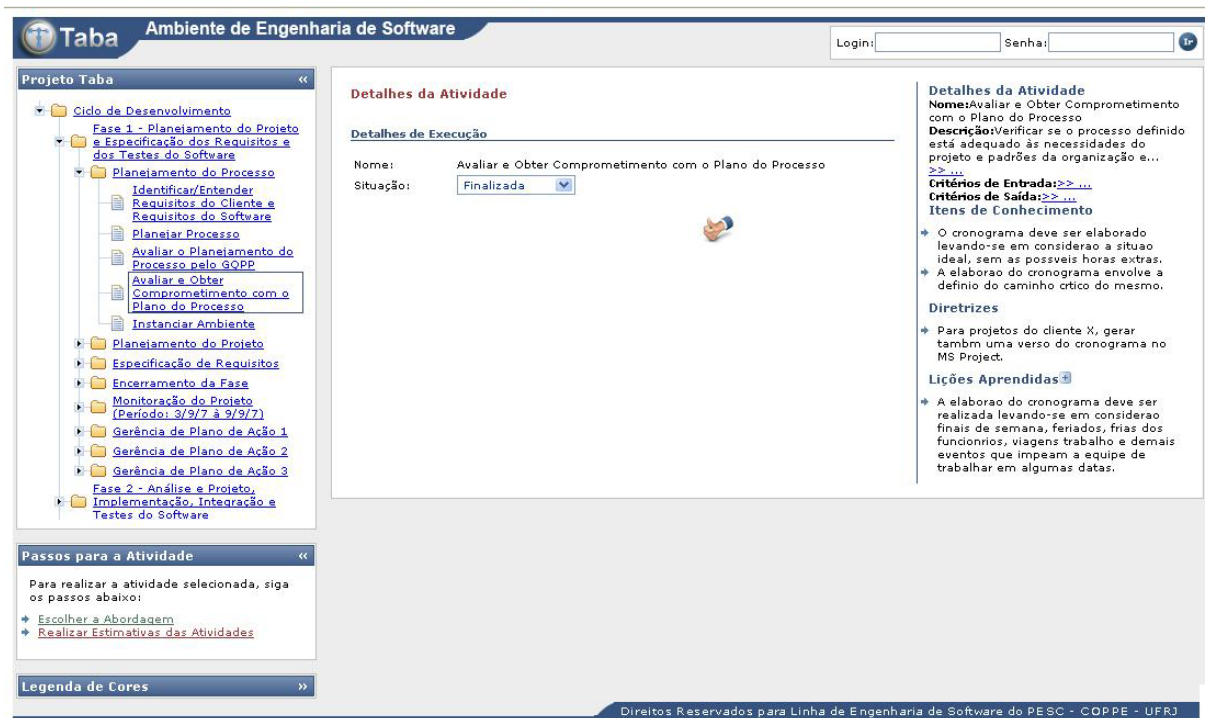 Taba
Ambiente de Engenharia de Software
Login:
Senha:
Ir
Projeto Taba «
Ciclo de Desenvolvimento
Fase 1 - Planejamento do Projeto
e Especificação dos Requisitos e
dos Testes do Software
Planejamento do Processo
Identificar/Entender
Requisitos do Cliente e
Requisitos do Software
Planejar Processo
Avaliar o Planejamento do
Processo pelo GQPP
Avaliar e Obter
Comprometimento com o
Plano do Processo
Instanciar Ambiente
Planejamento do Projeto
Especificação de Requisitos
Encerramento da Fase
Monitoração do Projeto
(Período: 3/9/7 à 9/9/7)
Gerência de Plano de Ação 1
Gerência de Plano de Ação 2
Gerência de Plano de Ação 3
Fase 2 - Análise e Projeto,
Implementação, Integração e
Testes do Software
Passos para a Atividade «
Para realizar a atividade selecionada, siga
os passos abaixo:
Escolher a Abordagem
Realizar Estimativas das Atividades
Legenda de Cores »
Detalhes da Atividade
Detalhes de Execução
Nome: Avaliar e Obter Comprometimento com o Plano do Processo
Situação: Finalizada
Detalhes da Atividade
Nome:Avaliar e Obter Comprometimento
com o Plano do Processo
Descrição:Verificar se o processo definido
está adequado às necessidades do
projeto e padrões da organização e...
>> ...
Critérios de Entrada:>> ...
Critérios de Saída:>> ...
Itens de Conhecimento
O cronograma deve ser elaborado
levando-se em considerao a situao
ideal, sem as possveis horas extras.
A elaborao do cronograma envolve a
definio do caminho crtico do mesmo.
Diretrizes
Para projetos do cliente X, gerar
tambm uma verso do cronograma no
MS Project.
Lições Aprendidas
A elaborao do cronograma deve ser
realizada levando-se em considerao
finais de semana, feriados, frias dos
funcionrios, viagens trabalho e demais
eventos que impeam a equipe de
trabalhar em algumas datas.
Direitos Reservados para Linha de Engenharia de Software do PESC - COPPE - UFRJ